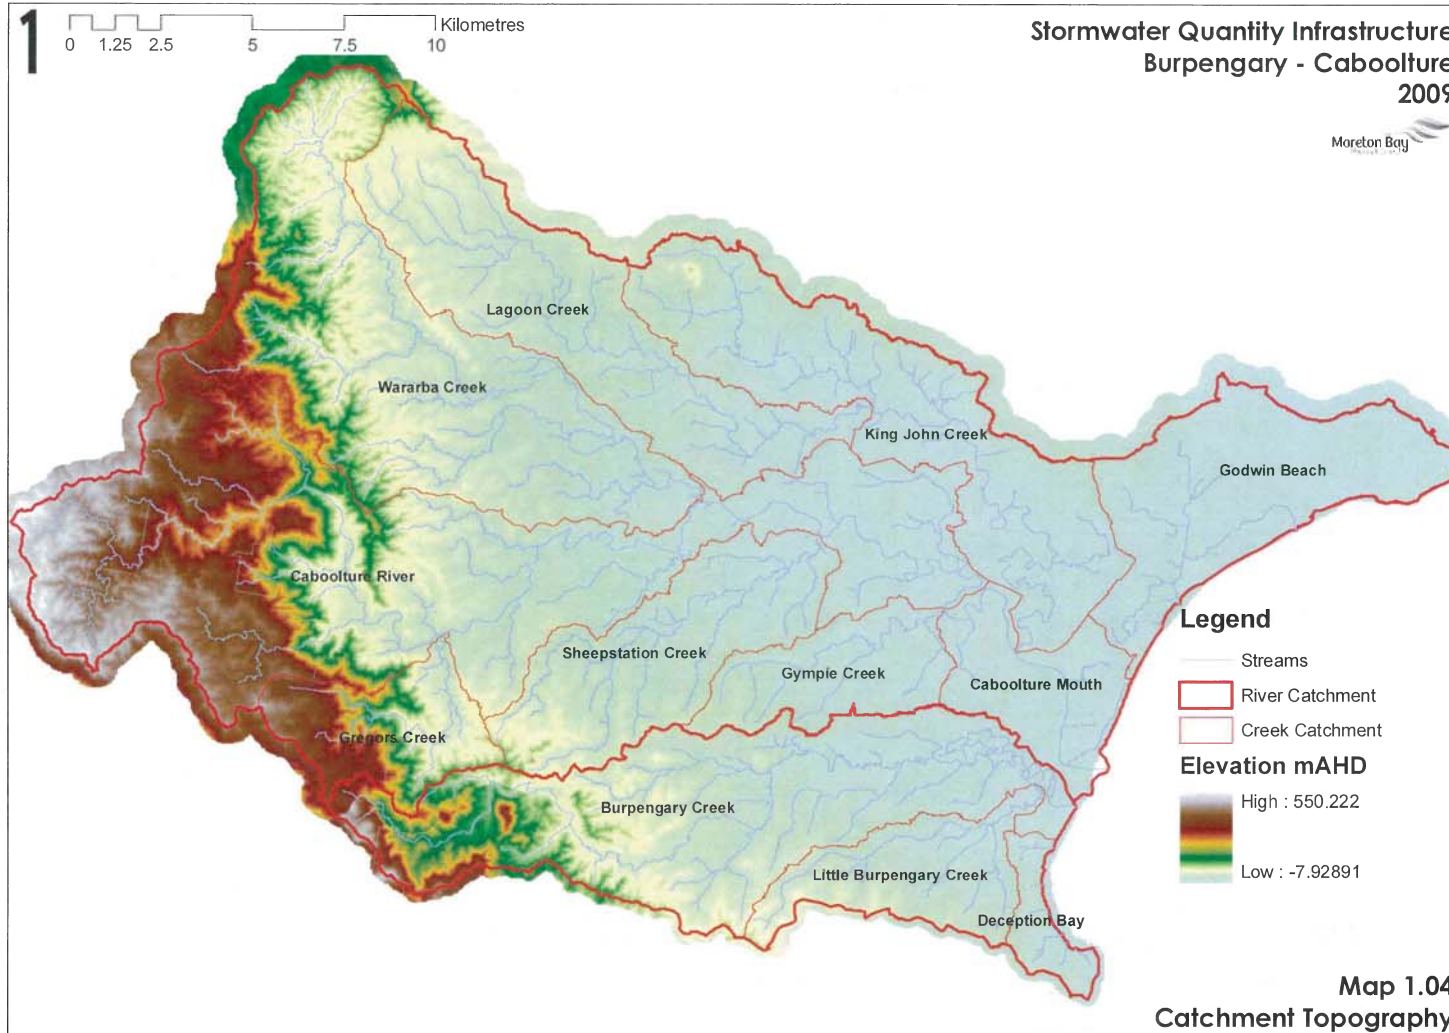 1
Kilometres
0 1.25 2.5 5 7.5 10
Stormwater Quantity Infrastructure
Burpengary - Caboolture
2009
Moreton Bay
Lagoon Creek
Wararba Creek
King John Creek
Godwin Beach
Caboolture River
Sheepstation Creek
Gympie Creek
Caboolture Mouth
Gregors Creek
Burpengary Creek
Little Burpengary Creek
Deception Bay
Legend
Streams
River Catchment
Creek Catchment
Elevation mAHD
High : 550.222
Low : -7.92891
Map 1.04
Catchment Topography